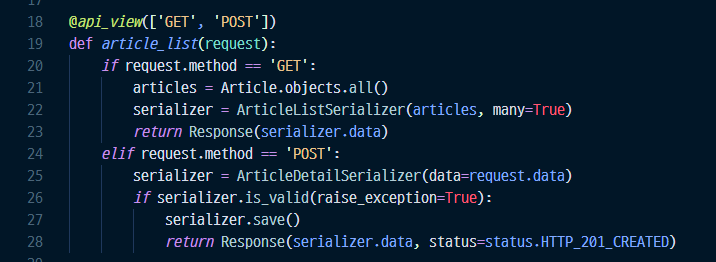 18 @api_view(['GET', 'POST'])
19 def article_list(request):
20     if request.method == 'GET':
21         articles = Article.objects.all()
22         serializer = ArticleListSerializer(articles, many=True)
23         return Response(serializer.data)
24     elif request.method == 'POST':
25         serializer = ArticleDetailSerializer(data=request.data)
26         if serializer.is_valid(raise_exception=True):
27             serializer.save()
28             return Response(serializer.data, status=status.HTTP_201_CREATED)